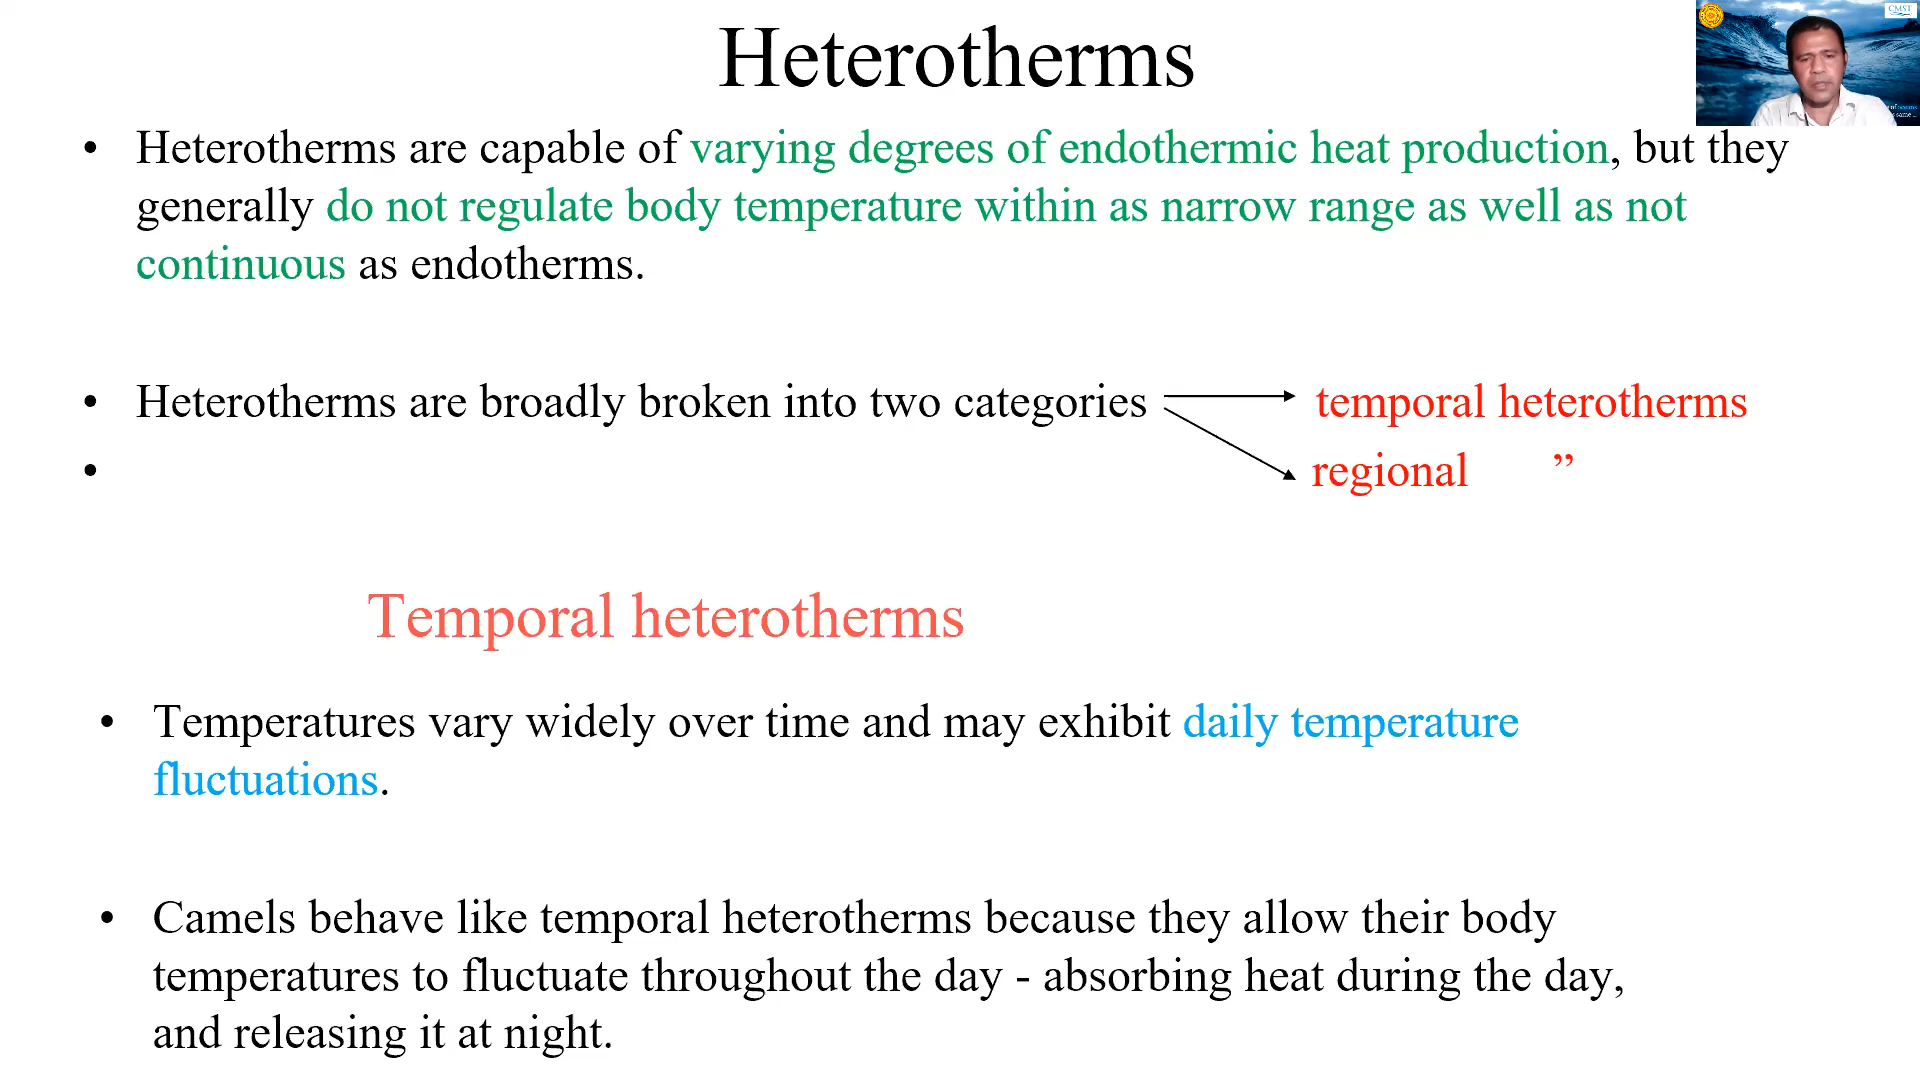 Heterotherms
CMST
of oceans
s same ...
• Heterotherms are capable of varying degrees of endothermic heat production, but they
generally do not regulate body temperature within as narrow range as well as not
continuous as endotherms.
• Heterotherms are broadly broken into two categories temporal heterotherms
• regional ”
Temporal heterotherms
• Temperatures vary widely over time and may exhibit daily temperature
fluctuations.
• Camels behave like temporal heterotherms because they allow their body
temperatures to fluctuate throughout the day - absorbing heat during the day,
and releasing it at night.